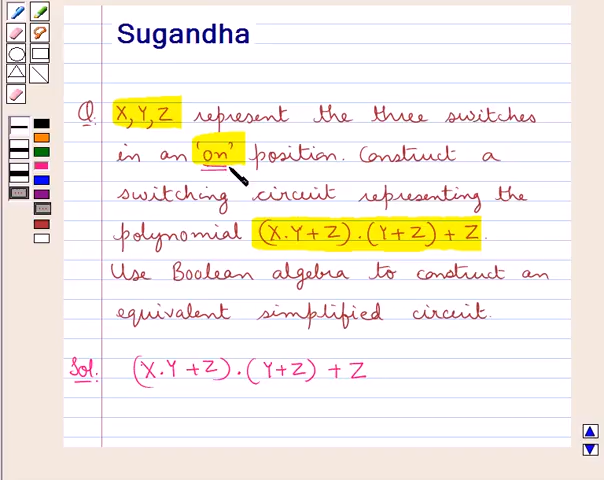 Sugandha
Q. X, Y, Z represent the three switches
in an 'on' position. Construct a
switching circuit representing the
polynomial (X.Y+Z).(Y+Z)+Z.
Use Boolean algebra to construct an
equivalent simplified circuit.
Sol. (X.Y+Z).(Y+Z)+Z